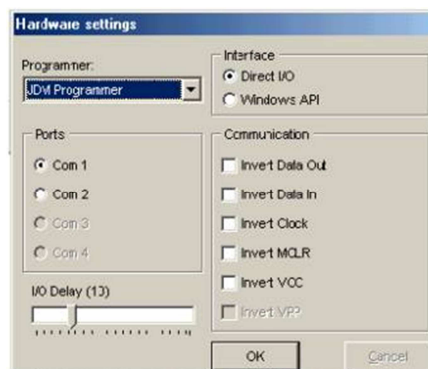 Hardware settings
Programmer:
JDM Programmer
Interface
Direct I/O
Windows API
Ports
Com 1
Com 2
Com 3
Com 4
I/O Delay (10)
Communication
Invert Data Out
Invert Data In
Invert Clock
Invert MCLR
Invert VCC
Invert VPP
OK
Cancel